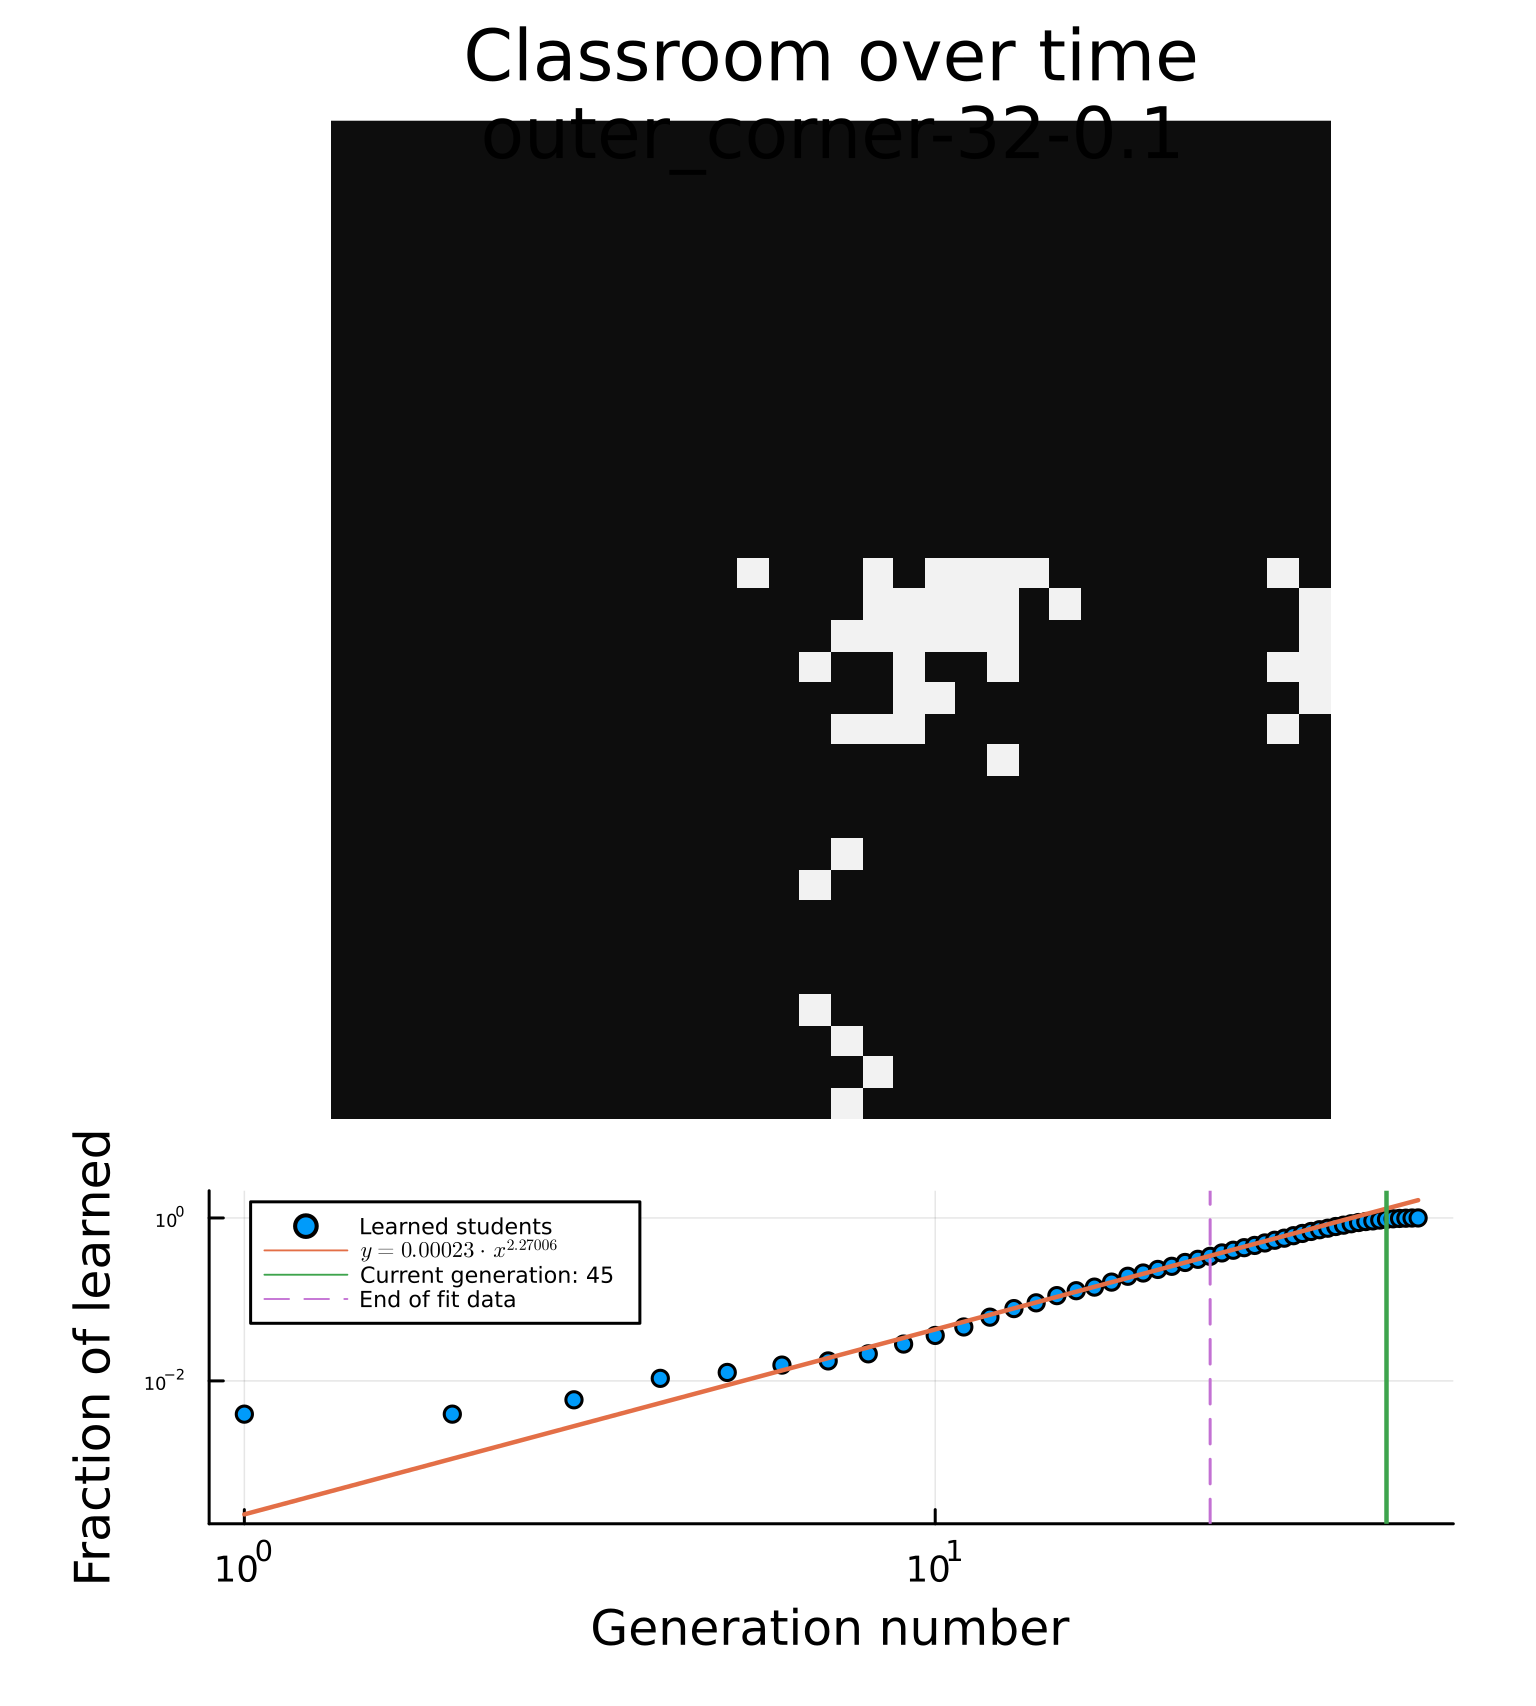 Classroom over time
outer_corner-32-0.1
Fraction of learned
10⁰
10⁻²
Learned students
y = 0.00023 · x^2.27006
Current generation: 45
End of fit data
10⁰ 10¹
Generation number